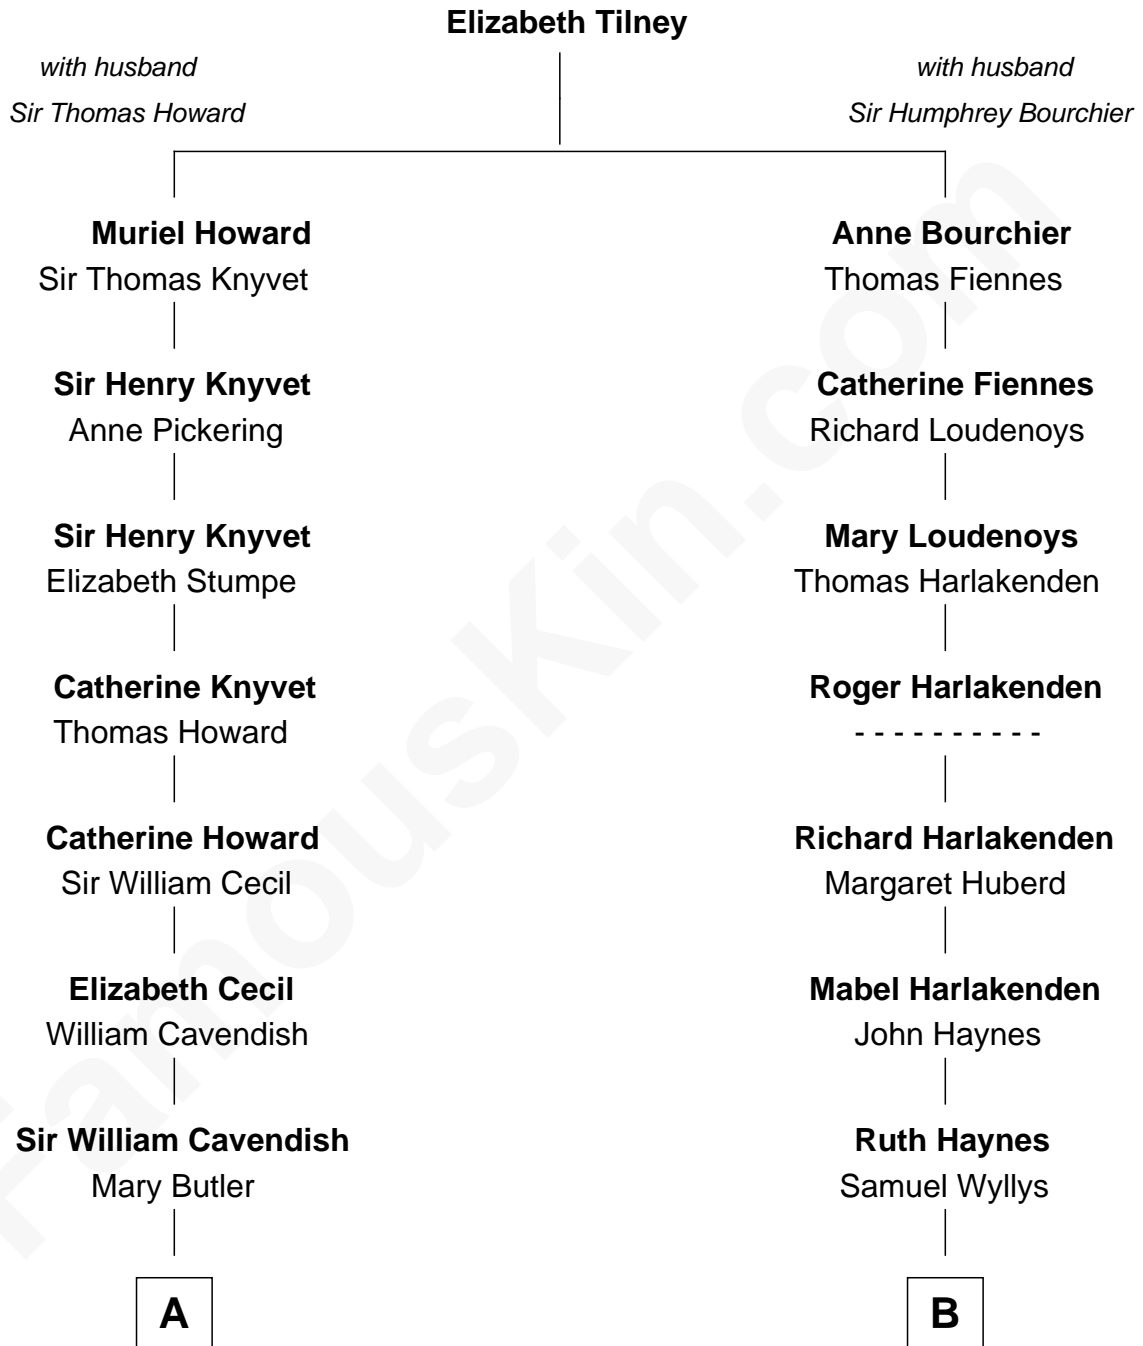 Elizabeth Tilney
with husband
Sir Thomas Howard
with husband
Sir Humphrey Bourchier
Muriel Howard
Sir Thomas Knyvet
Anne Bourchier
Thomas Fiennes
Sir Henry Knyvet
Anne Pickering
Catherine Fiennes
Richard Loudenoys
Sir Henry Knyvet
Elizabeth Stumpe
Mary Loudenoys
Thomas Harlakenden
Catherine Knyvet
Thomas Howard
Roger Harlakenden
- - - - - - - - - -
Catherine Howard
Sir William Cecil
Richard Harlakenden
Margaret Huberd
Elizabeth Cecil
William Cavendish
Mabel Harlakenden
John Haynes
Sir William Cavendish
Mary Butler
Ruth Haynes
Samuel Wyllys
A
B
FamousKin.com